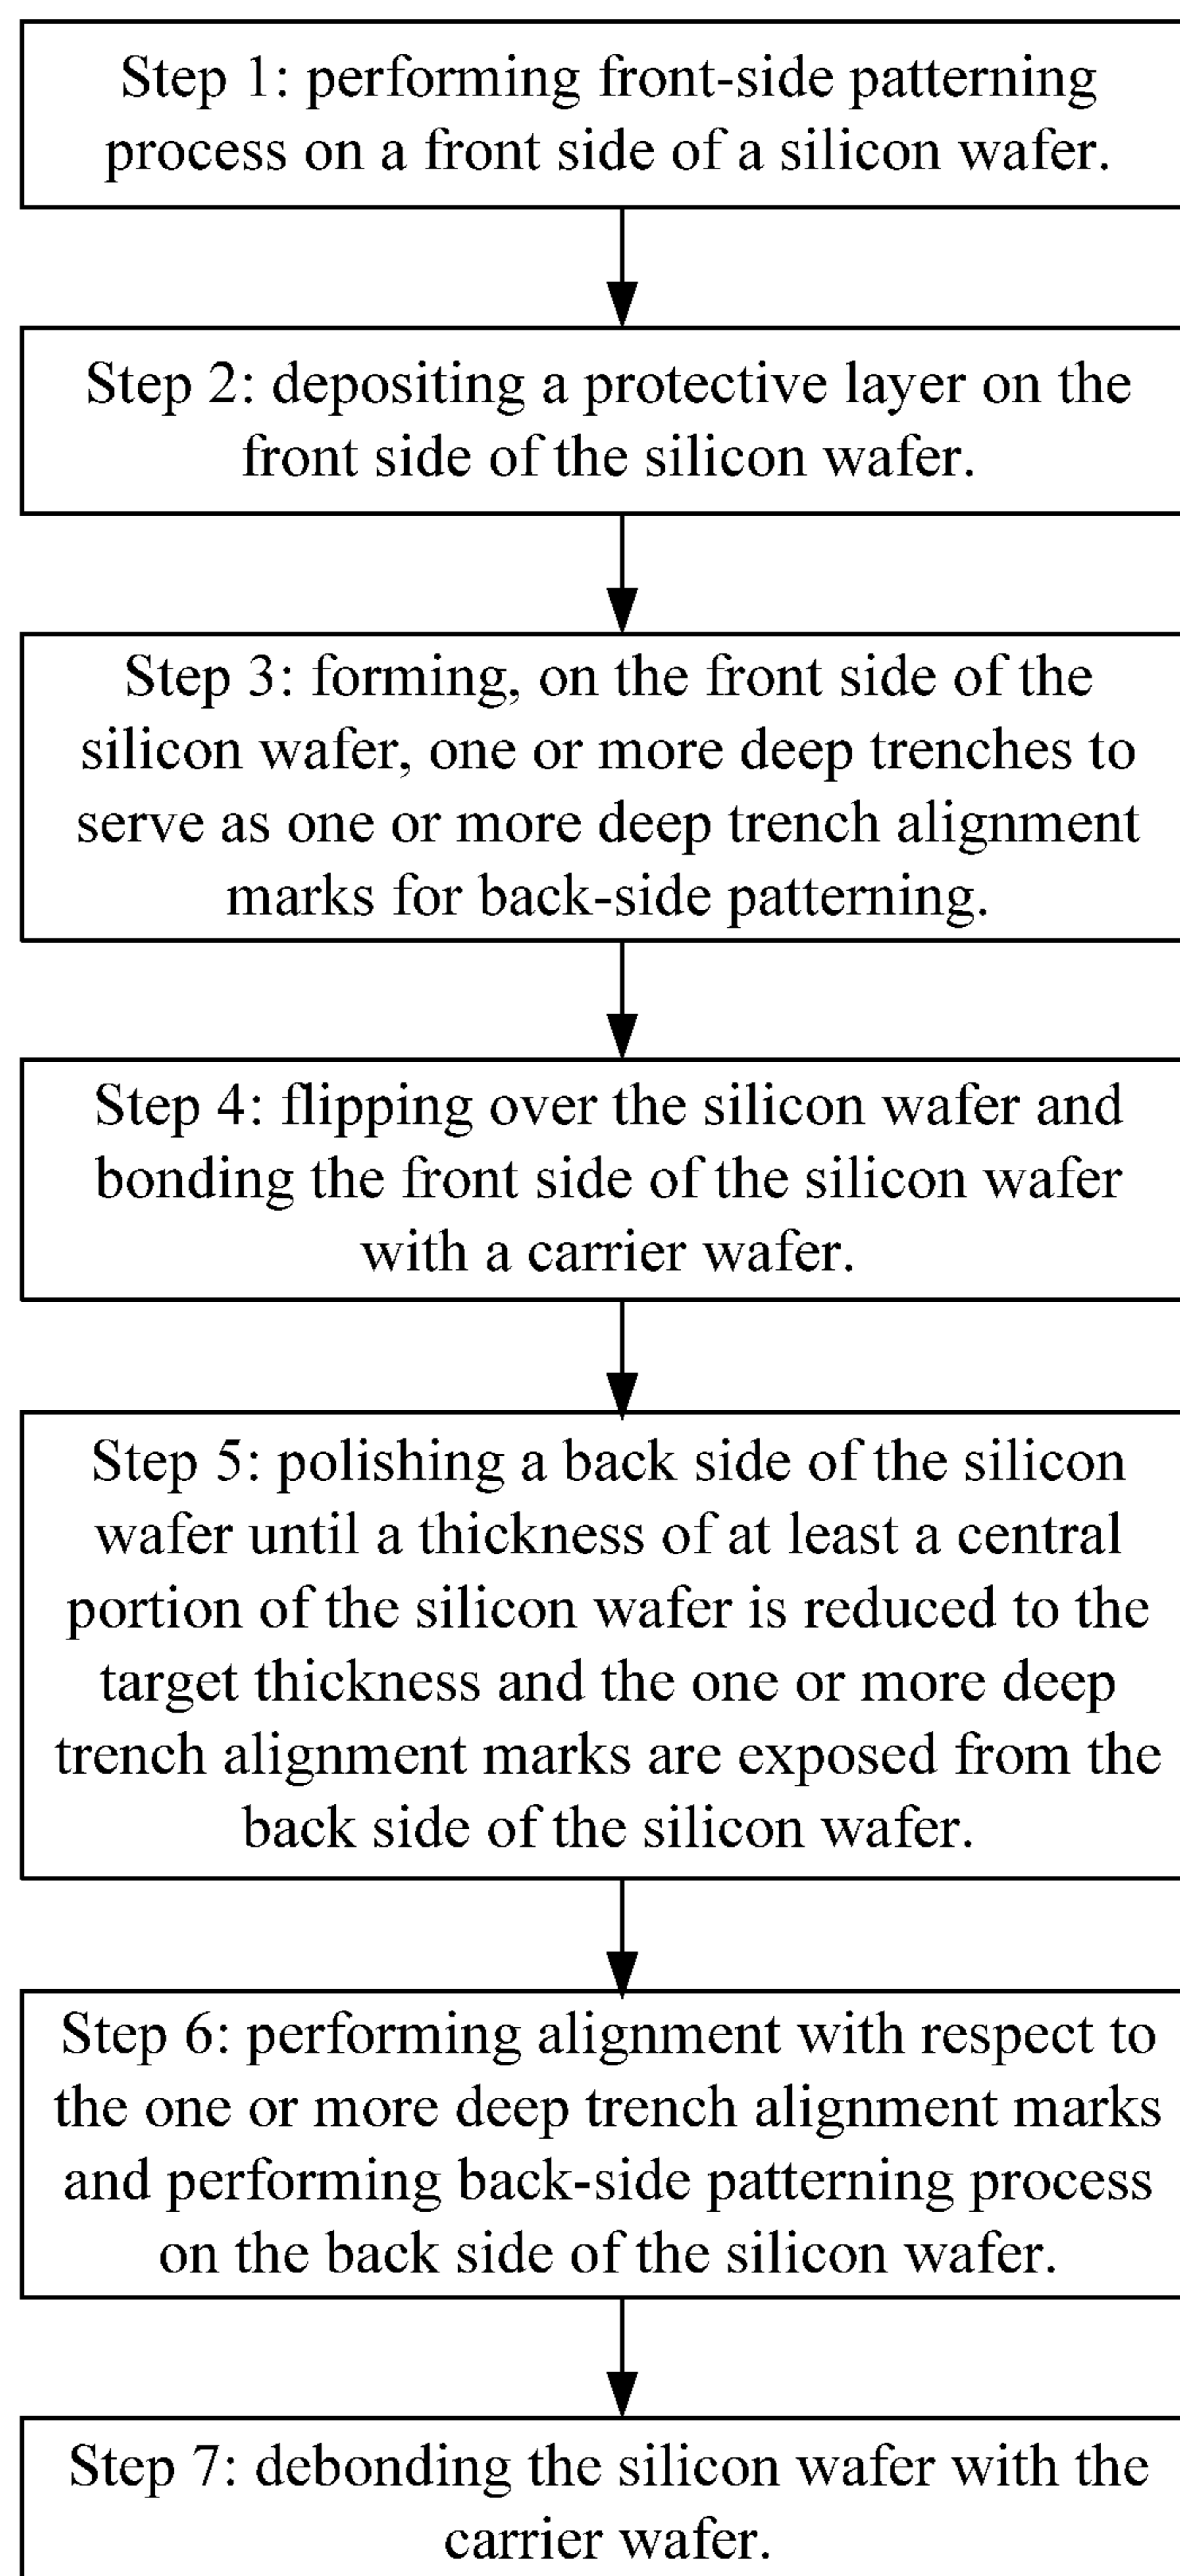 Step 1: performing front-side patterning
process on a front side of a silicon wafer.
Step 2: depositing a protective layer on the
front side of the silicon wafer.
Step 3: forming, on the front side of the
silicon wafer, one or more deep trenches to
serve as one or more deep trench alignment
marks for back-side patterning.
Step 4: flipping over the silicon wafer and
bonding the front side of the silicon wafer
with a carrier wafer.
Step 5: polishing a back side of the silicon
wafer until a thickness of at least a central
portion of the silicon wafer is reduced to the
target thickness and the one or more deep
trench alignment marks are exposed from the
back side of the silicon wafer.
Step 6: performing alignment with respect to
the one or more deep trench alignment marks
and performing back-side patterning process
on the back side of the silicon wafer.
Step 7: debonding the silicon wafer with the
carrier wafer.